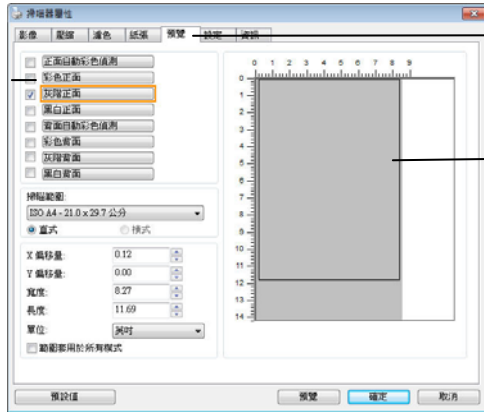 掃描器屬性
影像 壓縮 濾色 紙張 預覽 設定 資訊
正面自動彩色偵測
彩色正面
灰階正面
黑白正面
背面自動彩色偵測
彩色背面
灰階背面
黑白背面
掃描範圍:
ISO A4 - 21.0 x 29.7 公分
直式 橫式
X 偏移量: 0.12
Y 偏移量: 0.00
寬度: 8.27
長度: 11.69
單位: 英吋
範圍套用於所有模式
0 1 2 3 4 5 6 7 8 9
0
1
2
3
4
5
6
7
8
9
10
11
12
13
14
預設值 預覽 確定 取消